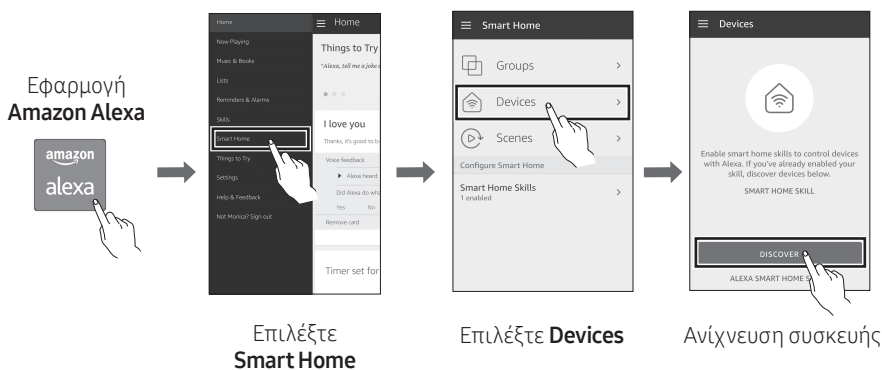 Εφαρμογή
Amazon Alexa
amazon
alexa
Home
Now Playing
Music & Books
Lists
Reminders & Alarms
Skills
Smart Home
Things to Try
Settings
Help & Feedback
Not Monica? Sign out
Home
Things to Try
"Alexa, tell me a joke
I love you
Thanks, it's good to
Voice feedback
Alexa heard
Did Alexa do
Yes No
Remove card
Timer set for
Επιλέξτε
Smart Home
Smart Home
Groups
Devices
Scenes
Configure Smart Home
Smart Home Skills
1 enabled
Επιλέξτε Devices
Devices
Enable smart home skills to control devices
with Alexa. If you've already enabled your
skill, discover devices below.
SMART HOME SKILL
DISCOVER
ALEXA SMART HOME
Ανίχνευση συσκευής